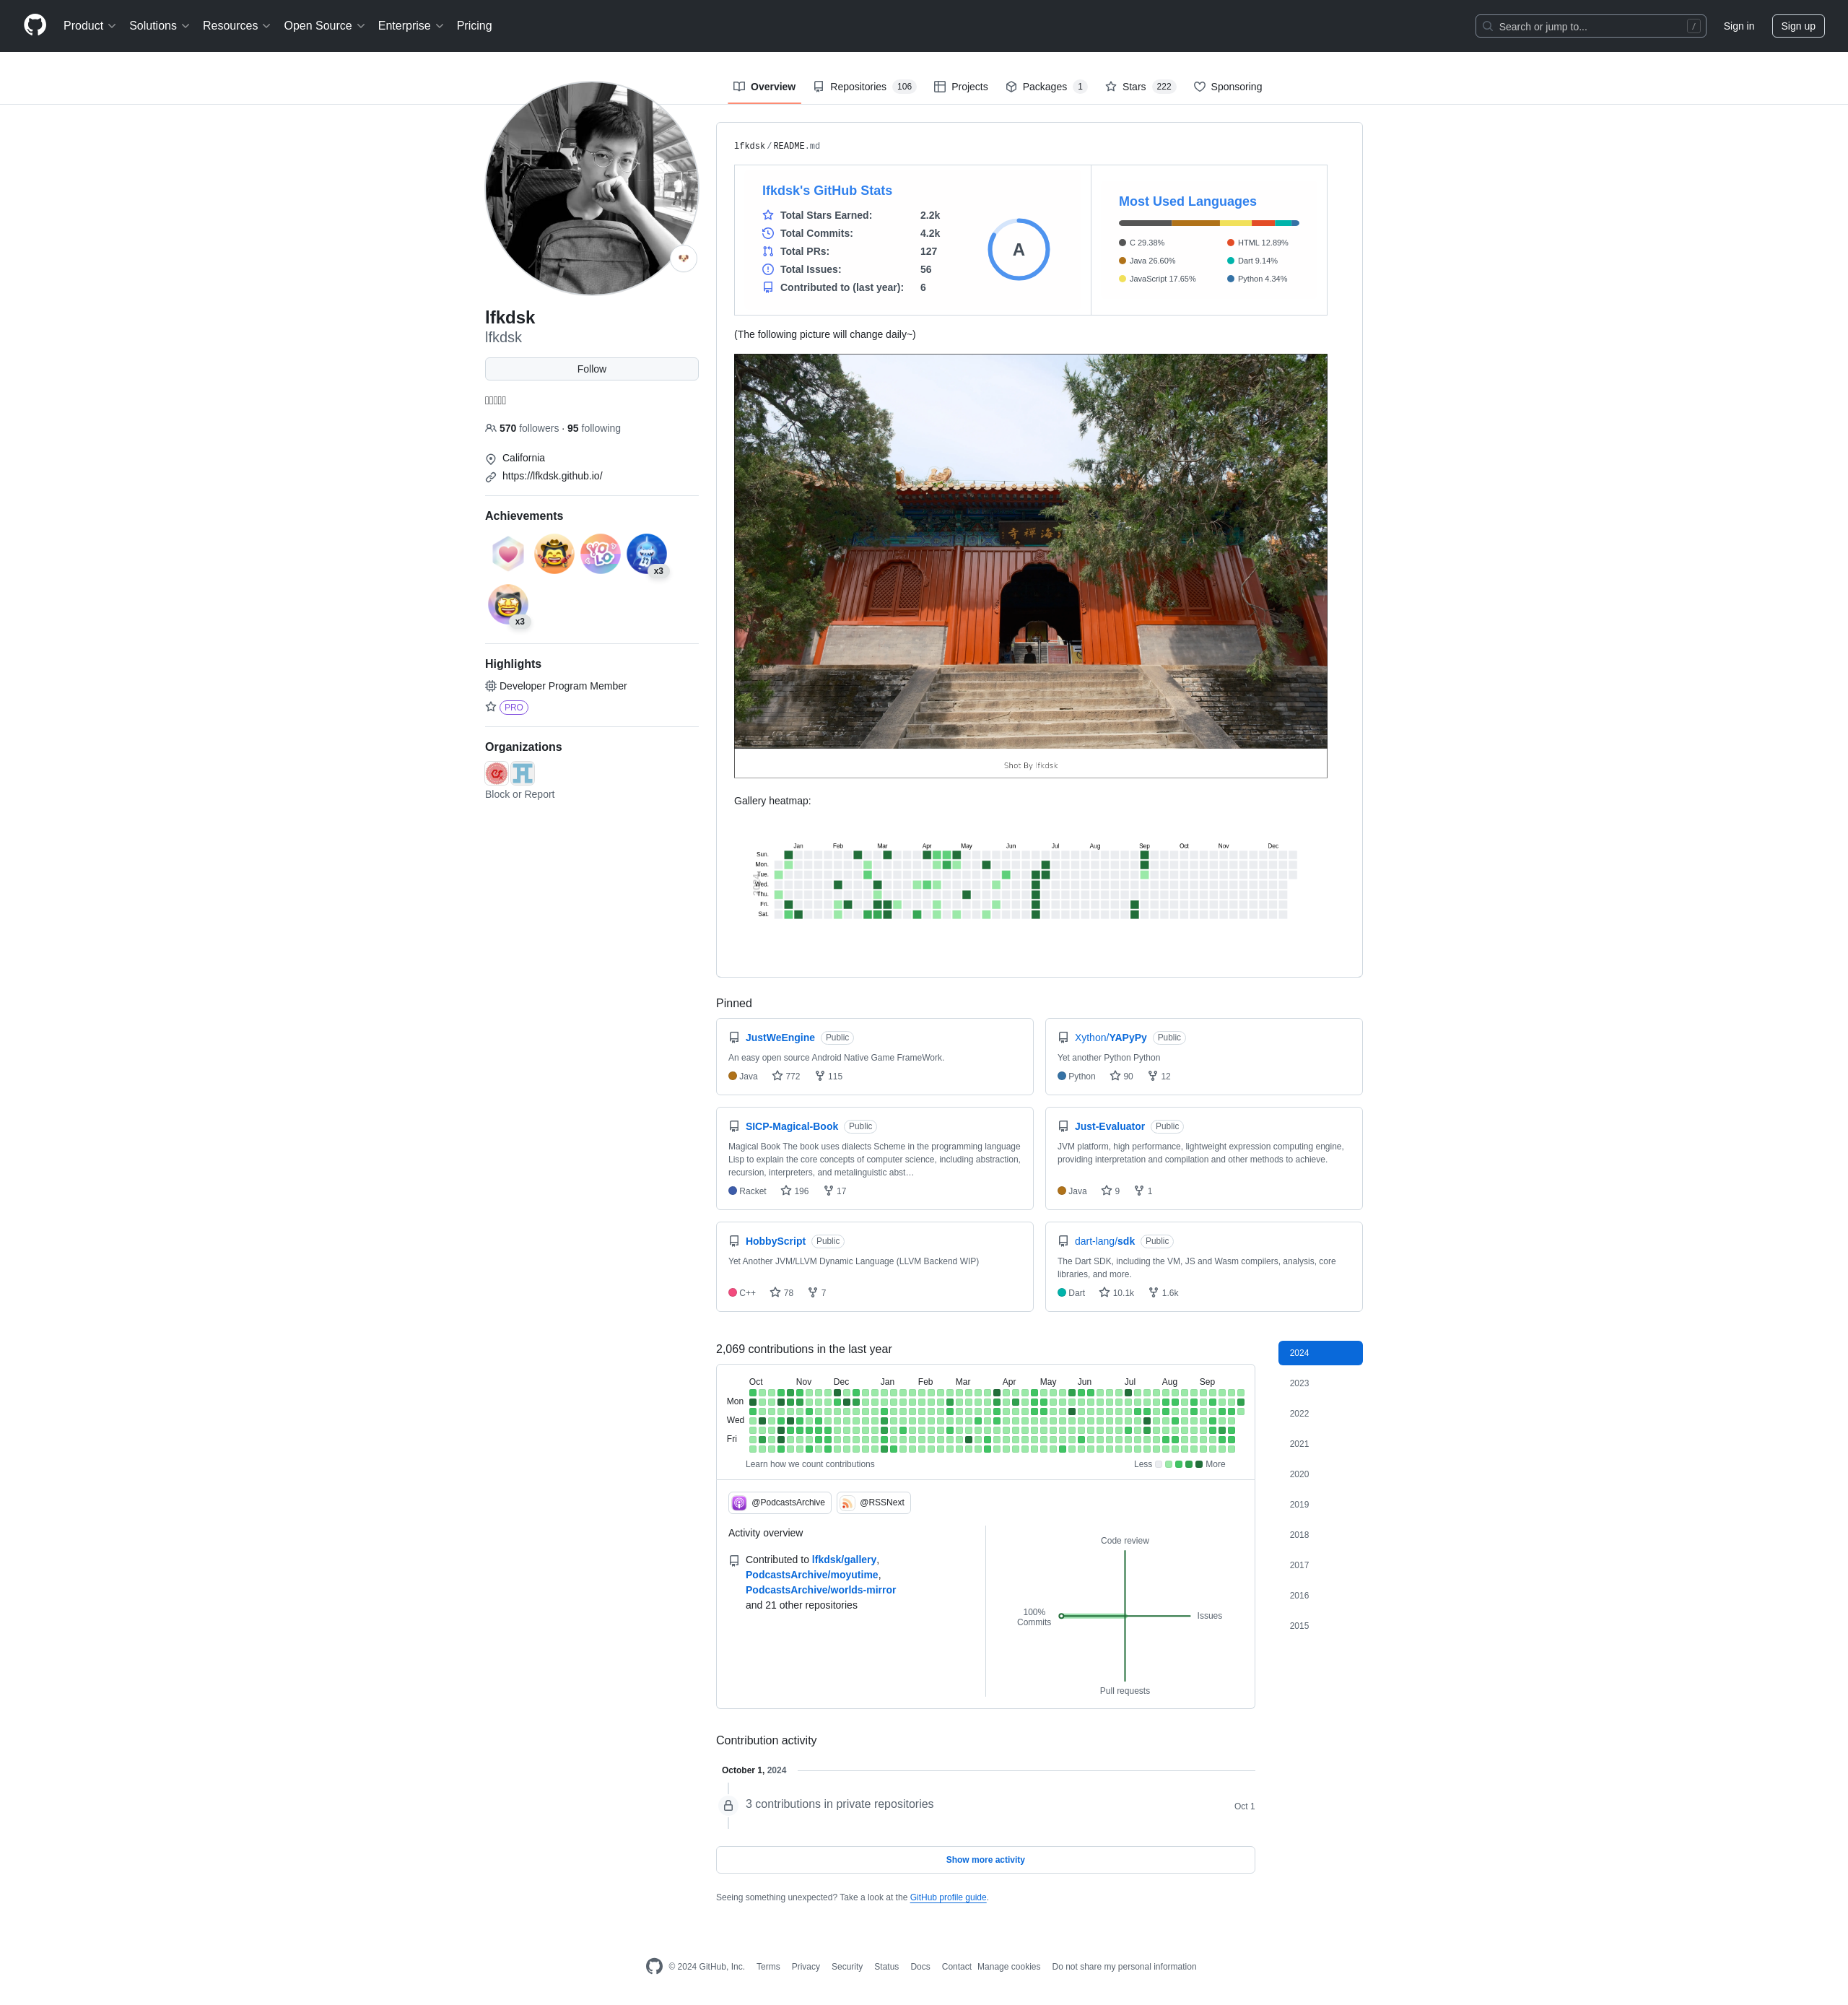 Product Solutions Resources Open Source Enterprise Pricing
Search or jump to... /
Sign in
Sign up
Overview
Repositories 106
Projects
Packages 1
Stars 222
Sponsoring
lfkdsk
lfkdsk
Follow
570 followers · 95 following
California
https://lfkdsk.github.io/
Achievements
YOLO
x3
x3
Highlights
Developer Program Member
PRO
Organizations
Block or Report
lfkdsk/README.md
lfkdsk's GitHub Stats
Total Stars Earned: 2.2k
Total Commits: 4.2k
Total PRs: 127
Total Issues: 56
Contributed to (last year): 6
A
Most Used Languages
C 29.38%
Java 26.60%
JavaScript 17.65%
HTML 12.89%
Dart 9.14%
Python 4.34%
(The following picture will change daily~)
Shot By lfkdsk
Gallery heatmap:
Jan Feb Mar Apr May Jun Jul Aug Sep Oct Nov Dec
Sun.
Mon.
Tue.
Wed.
Thu.
Fri.
Sat.
Pinned
JustWeEngine Public
An easy open source Android Native Game FrameWork.
Java 772 115
Xython/YAPyPy Public
Yet another Python Python
Python 90 12
SICP-Magical-Book Public
Magical Book The book uses dialects Scheme in the programming language
Lisp to explain the core concepts of computer science, including abstraction,
recursion, interpreters, and metalinguistic abst…
Racket 196 17
Just-Evaluator Public
JVM platform, high performance, lightweight expression computing engine,
providing interpretation and compilation and other methods to achieve.
Java 9 1
HobbyScript Public
Yet Another JVM/LLVM Dynamic Language (LLVM Backend WIP)
C++ 78 7
dart-lang/sdk Public
The Dart SDK, including the VM, JS and Wasm compilers, analysis, core
libraries, and more.
Dart 10.1k 1.6k
2,069 contributions in the last year
Oct Nov Dec Jan Feb Mar Apr May Jun Jul Aug Sep
Mon
Wed
Fri
Learn how we count contributions
Less More
@PodcastsArchive
@RSSNext
Activity overview
Contributed to lfkdsk/gallery,
PodcastsArchive/moyutime,
PodcastsArchive/worlds-mirror
and 21 other repositories
Code review
100%
Commits
Issues
Pull requests
2024
2023
2022
2021
2020
2019
2018
2017
2016
2015
Contribution activity
October 1, 2024
3 contributions in private repositories
Oct 1
Show more activity
Seeing something unexpected? Take a look at the GitHub profile guide.
© 2024 GitHub, Inc. Terms Privacy Security Status Docs Contact Manage cookies Do not share my personal information